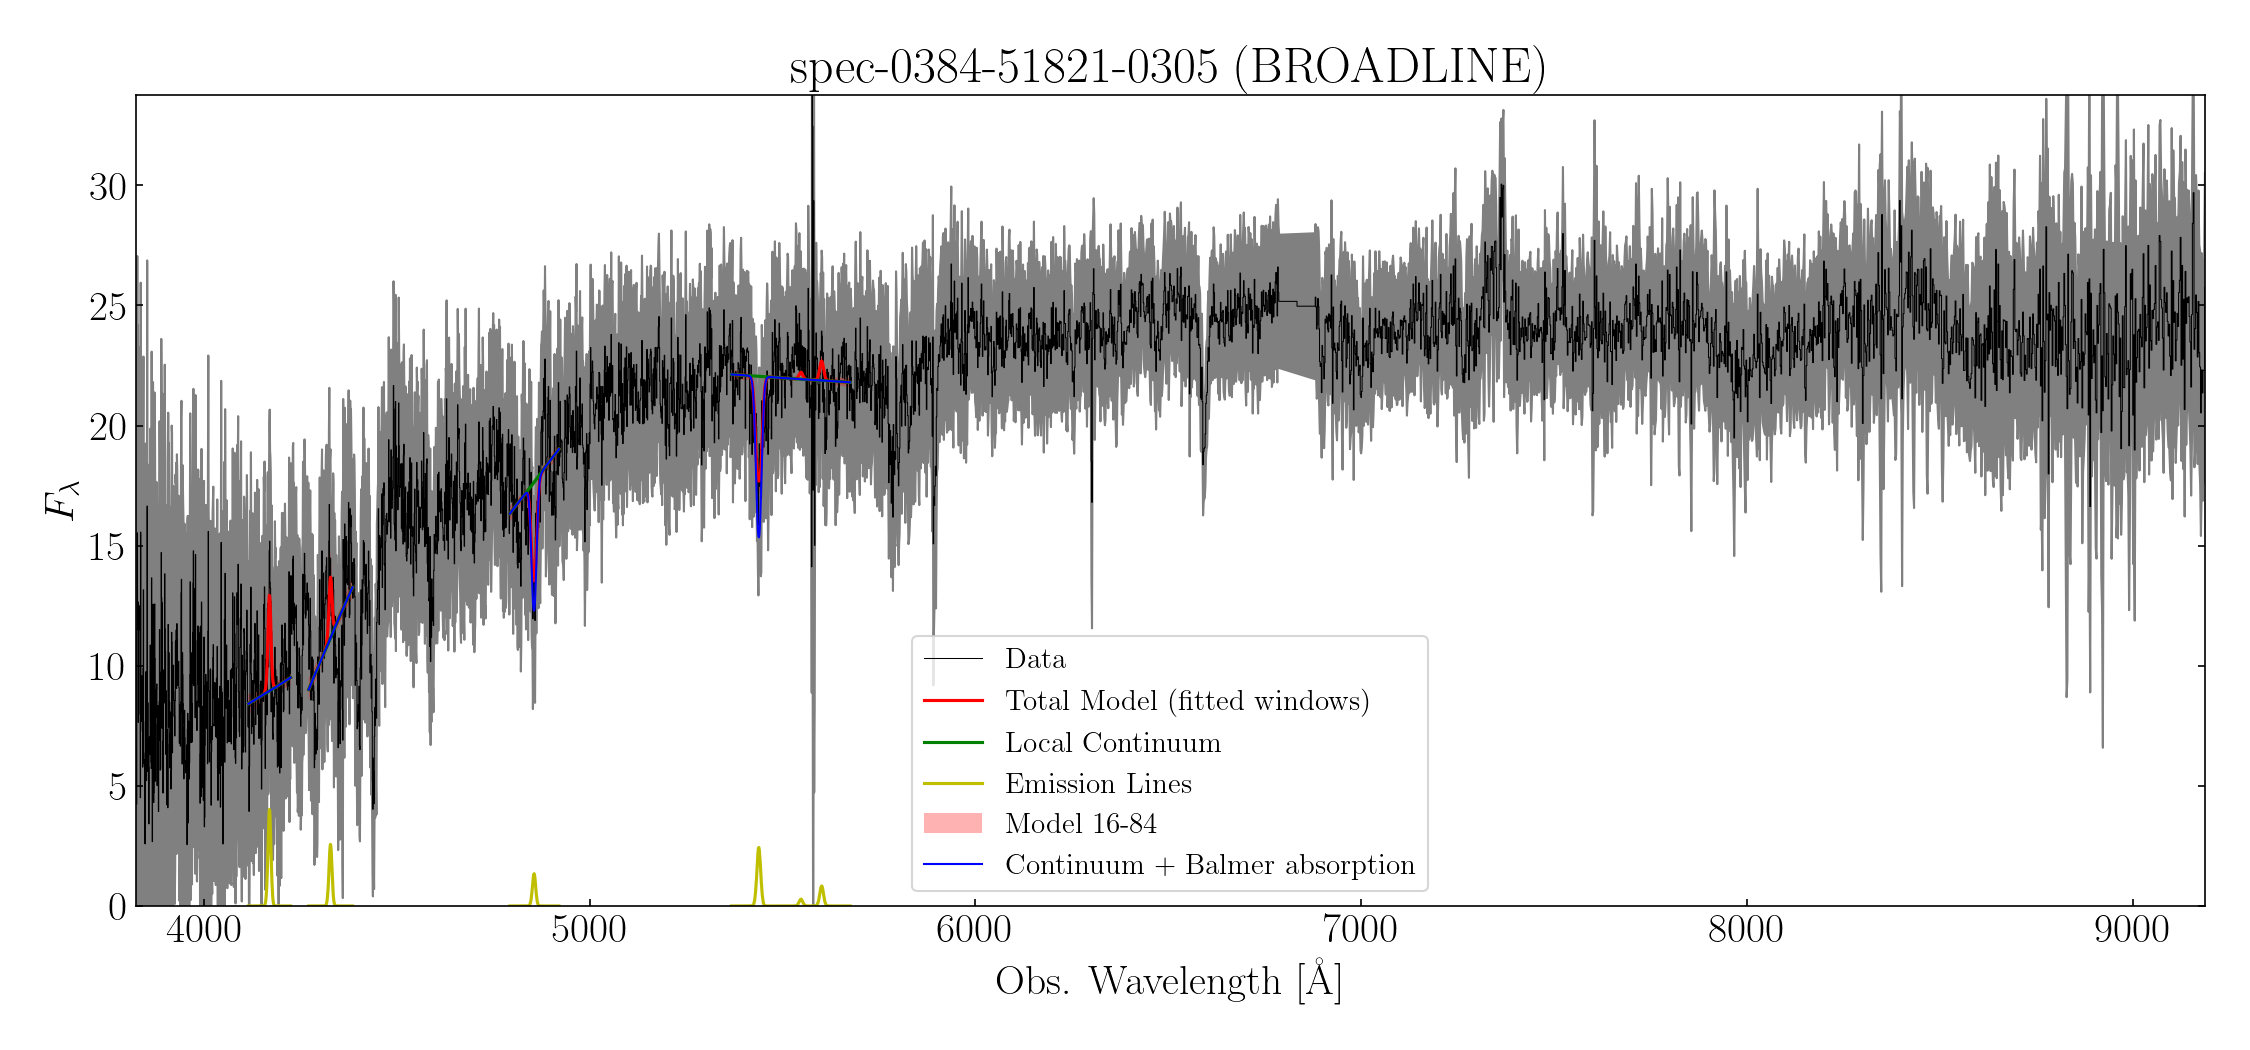 spec-0384-51821-0305 (BROADLINE)
30
25
20
15
10
5
0
F_λ
Data
Total Model (fitted windows)
Local Continuum
Emission Lines
Model 16-84
Continuum + Balmer absorption
4000 5000 6000 7000 8000 9000
Obs. Wavelength [Å]